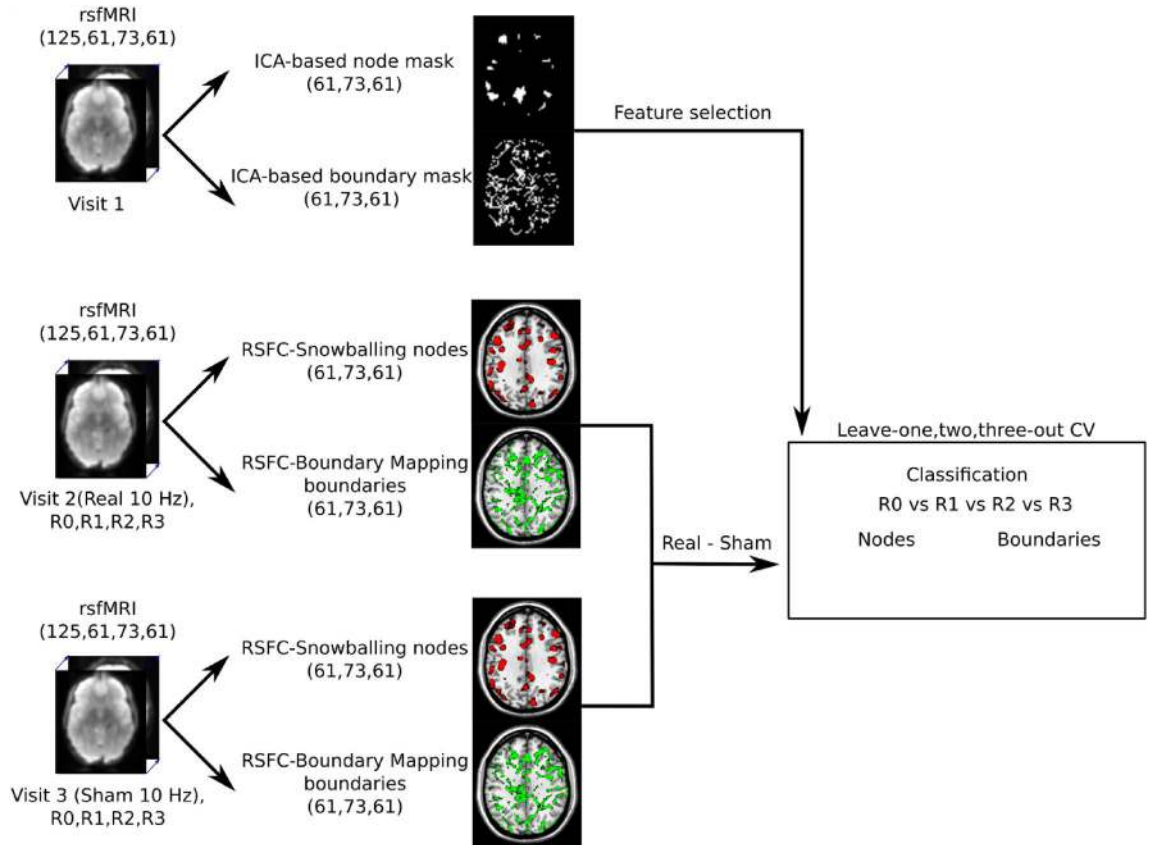 rsfMRI
(125,61,73,61)
Visit 1
ICA-based node mask
(61,73,61)
ICA-based boundary mask
(61,73,61)
Feature selection
rsfMRI
(125,61,73,61)
Visit 2(Real 10 Hz),
R0,R1,R2,R3
RSFC-Snowballing nodes
(61,73,61)
RSFC-Boundary Mapping
boundaries
(61,73,61)
rsfMRI
(125,61,73,61)
Visit 3 (Sham 10 Hz),
R0,R1,R2,R3
RSFC-Snowballing nodes
(61,73,61)
RSFC-Boundary Mapping
boundaries
(61,73,61)
Real - Sham
Leave-one,two,three-out CV
Classification
R0 vs R1 vs R2 vs R3
Nodes Boundaries